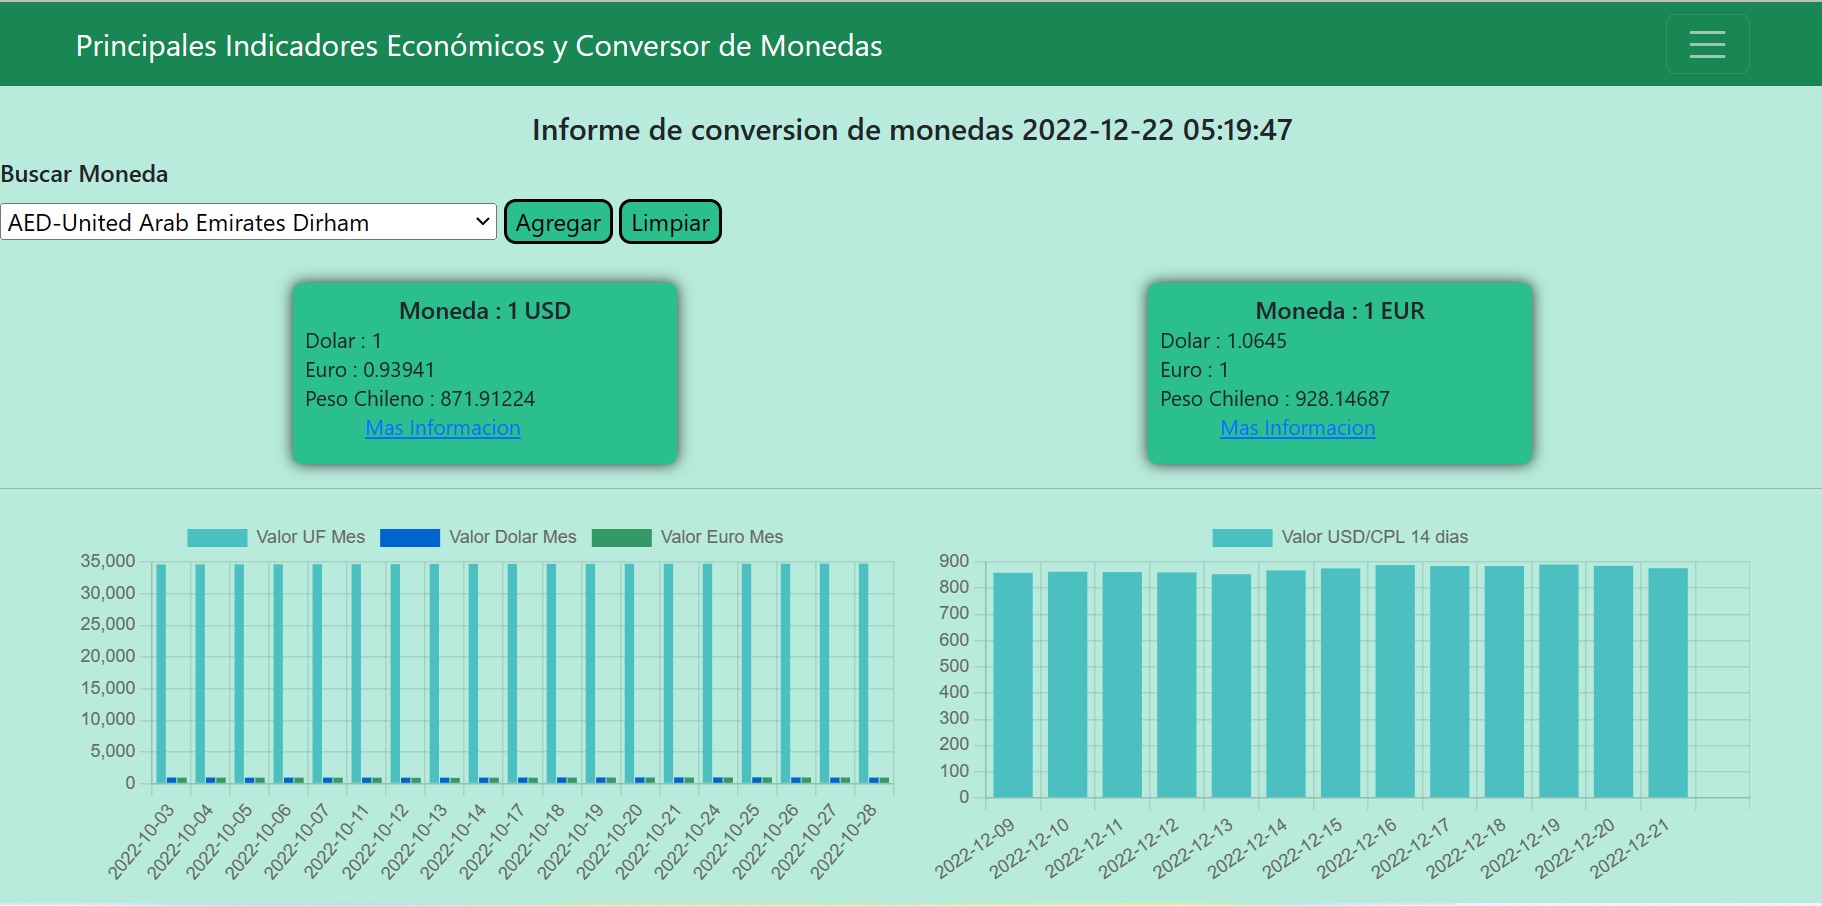 Principales Indicadores Económicos y Conversor de Monedas
Informe de conversion de monedas 2022-12-22 05:19:47
Buscar Moneda
AED-United Arab Emirates Dirham Agregar Limpiar
Moneda : 1 USD
Dolar : 1
Euro : 0.93941
Peso Chileno : 871.91224
Mas Informacion
Moneda : 1 EUR
Dolar : 1.0645
Euro : 1
Peso Chileno : 928.14687
Mas Informacion
Valor UF Mes Valor Dolar Mes Valor Euro Mes
35,000
30,000
25,000
20,000
15,000
10,000
5,000
0
2022-10-03 2022-10-04 2022-10-05 2022-10-06 2022-10-07 2022-10-11 2022-10-12 2022-10-13 2022-10-14 2022-10-17 2022-10-18 2022-10-19 2022-10-20 2022-10-21 2022-10-24 2022-10-25 2022-10-26 2022-10-27 2022-10-28
Valor USD/CPL 14 dias
900
800
700
600
500
400
300
200
100
0
2022-12-09 2022-12-10 2022-12-11 2022-12-12 2022-12-13 2022-12-14 2022-12-15 2022-12-16 2022-12-17 2022-12-18 2022-12-19 2022-12-20 2022-12-21